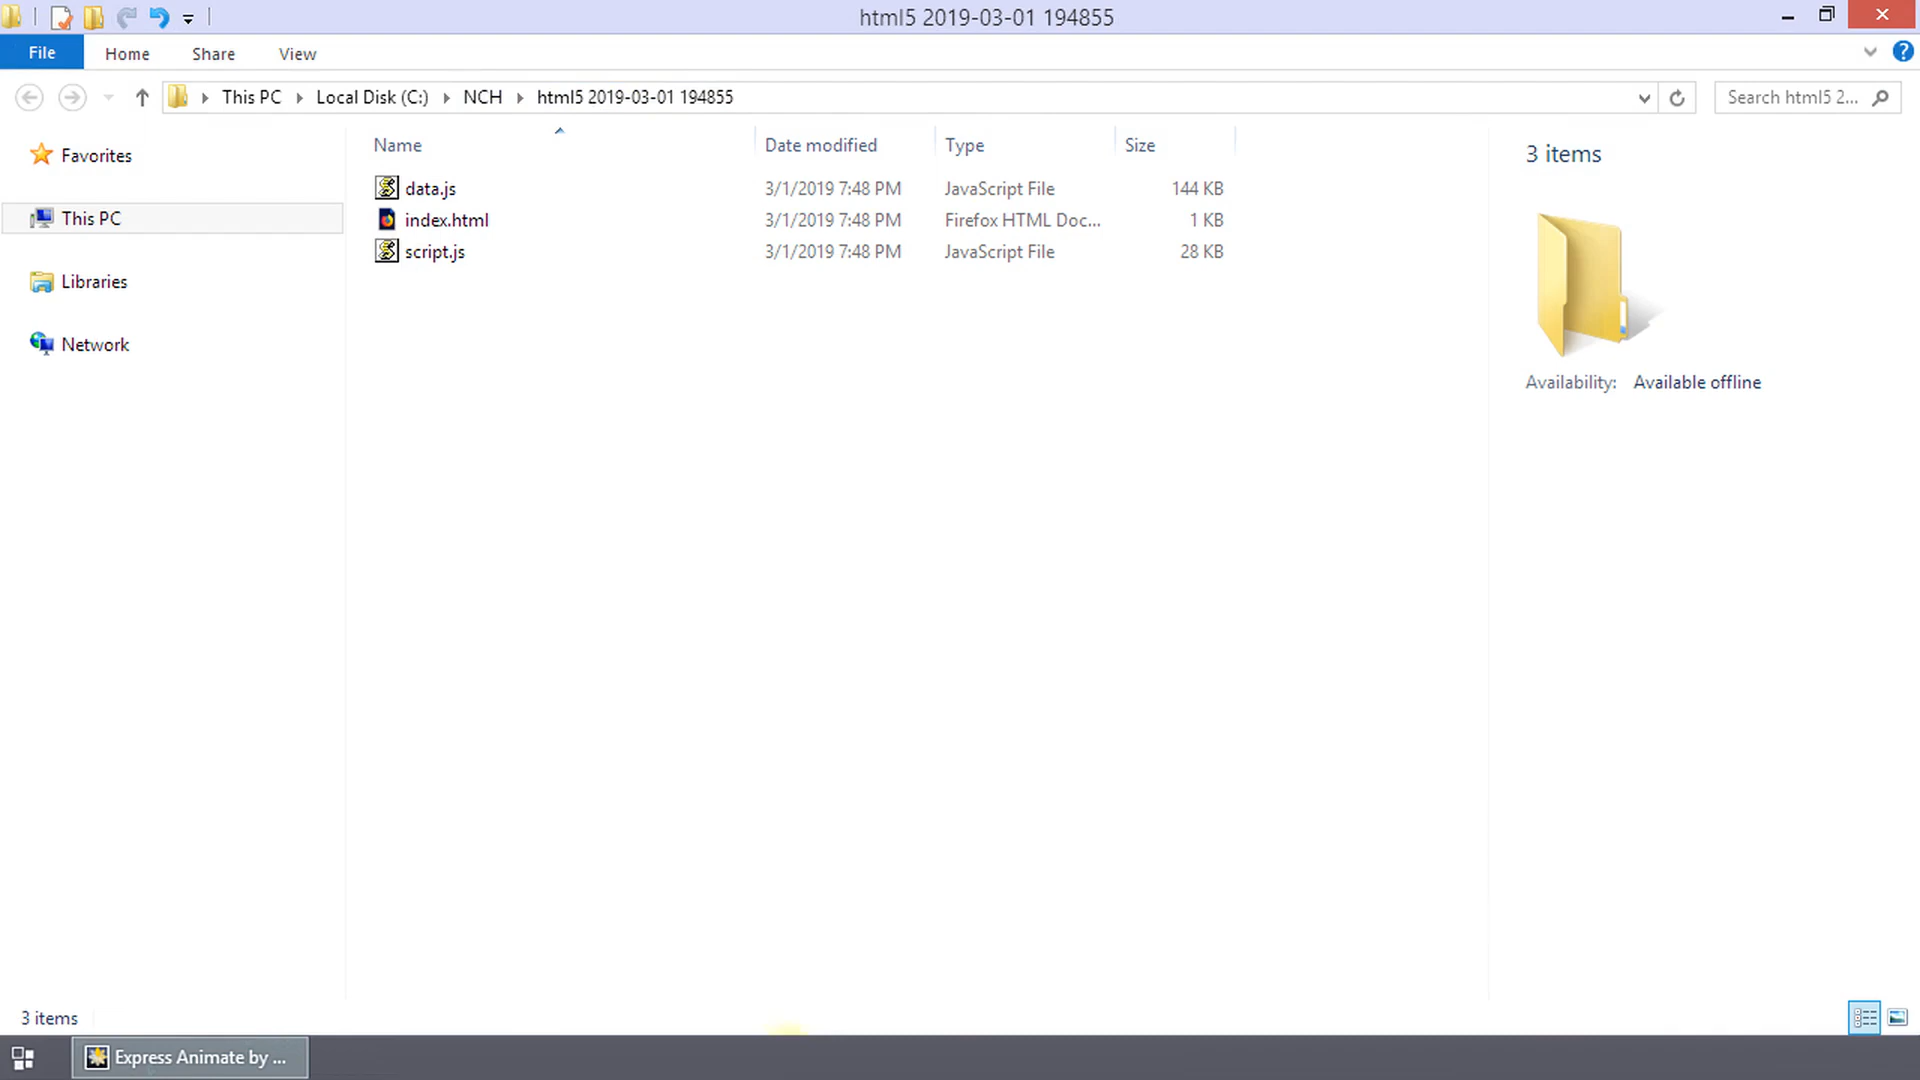 html5 2019-03-01 194855
File Home Share View
This PC Local Disk (C:) NCH html5 2019-03-01 194855
Search html5 2...
Favorites
This PC
Libraries
Network
Name Date modified Type Size
data.js 3/1/2019 7:48 PM JavaScript File 144 KB
index.html 3/1/2019 7:48 PM Firefox HTML Doc... 1 KB
script.js 3/1/2019 7:48 PM JavaScript File 28 KB
3 items
Availability: Available offline
3 items
Express Animate by ...